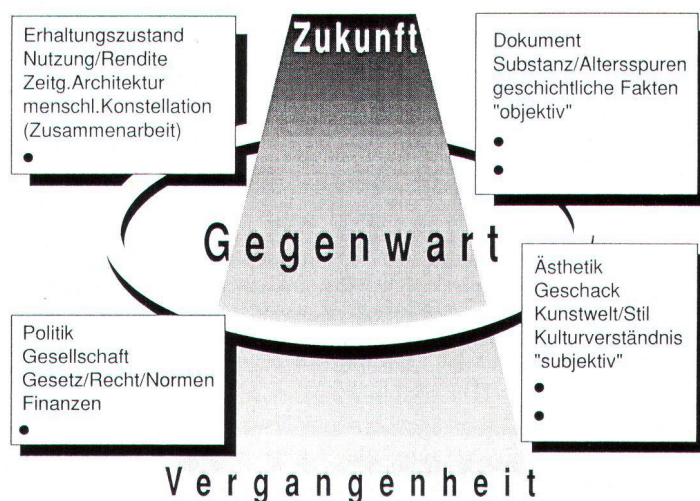 Erhaltungszustand
Nutzung/Rendite
Zeitg.Architektur
menschl.Konstellation
(Zusammenarbeit)
•
Zukunft
Dokument
Substanz/Altersspuren
geschichtliche Fakten
"objektiv"
•
•
Gegenwart
Politik
Gesellschaft
Gesetz/Recht/Normen
Finanzen
•
Ästhetik
Geschack
Kunstwelt/Stil
Kulturverständnis
"subjektiv"
•
•
Vergangenheit